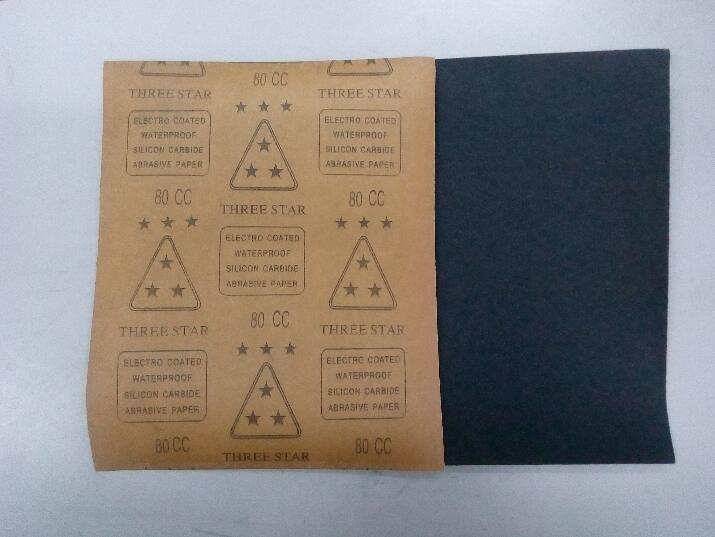 80 CC
THREE STAR
THREE STAR
ELECTRO COATED
WATERPROOF
SILICON CARBIDE
ABRASIVE PAPER
ELECTRO COATED
WATERPROOF
SILICON CARBIDE
ABRASIVE PAPER
80 CC
THREE STAR
80 CC
ELECTRO COATED
WATERPROOF
SILICON CARBIDE
ABRASIVE PAPER
THREE STAR
80 CC
THREE STAR
ELECTRO COATED
WATERPROOF
SILICON CARBIDE
ABRASIVE PAPER
ELECTRO COATED
WATERPROOF
SILICON CARBIDE
ABRASIVE PAPER
80 CC
THREE STAR
80 CC